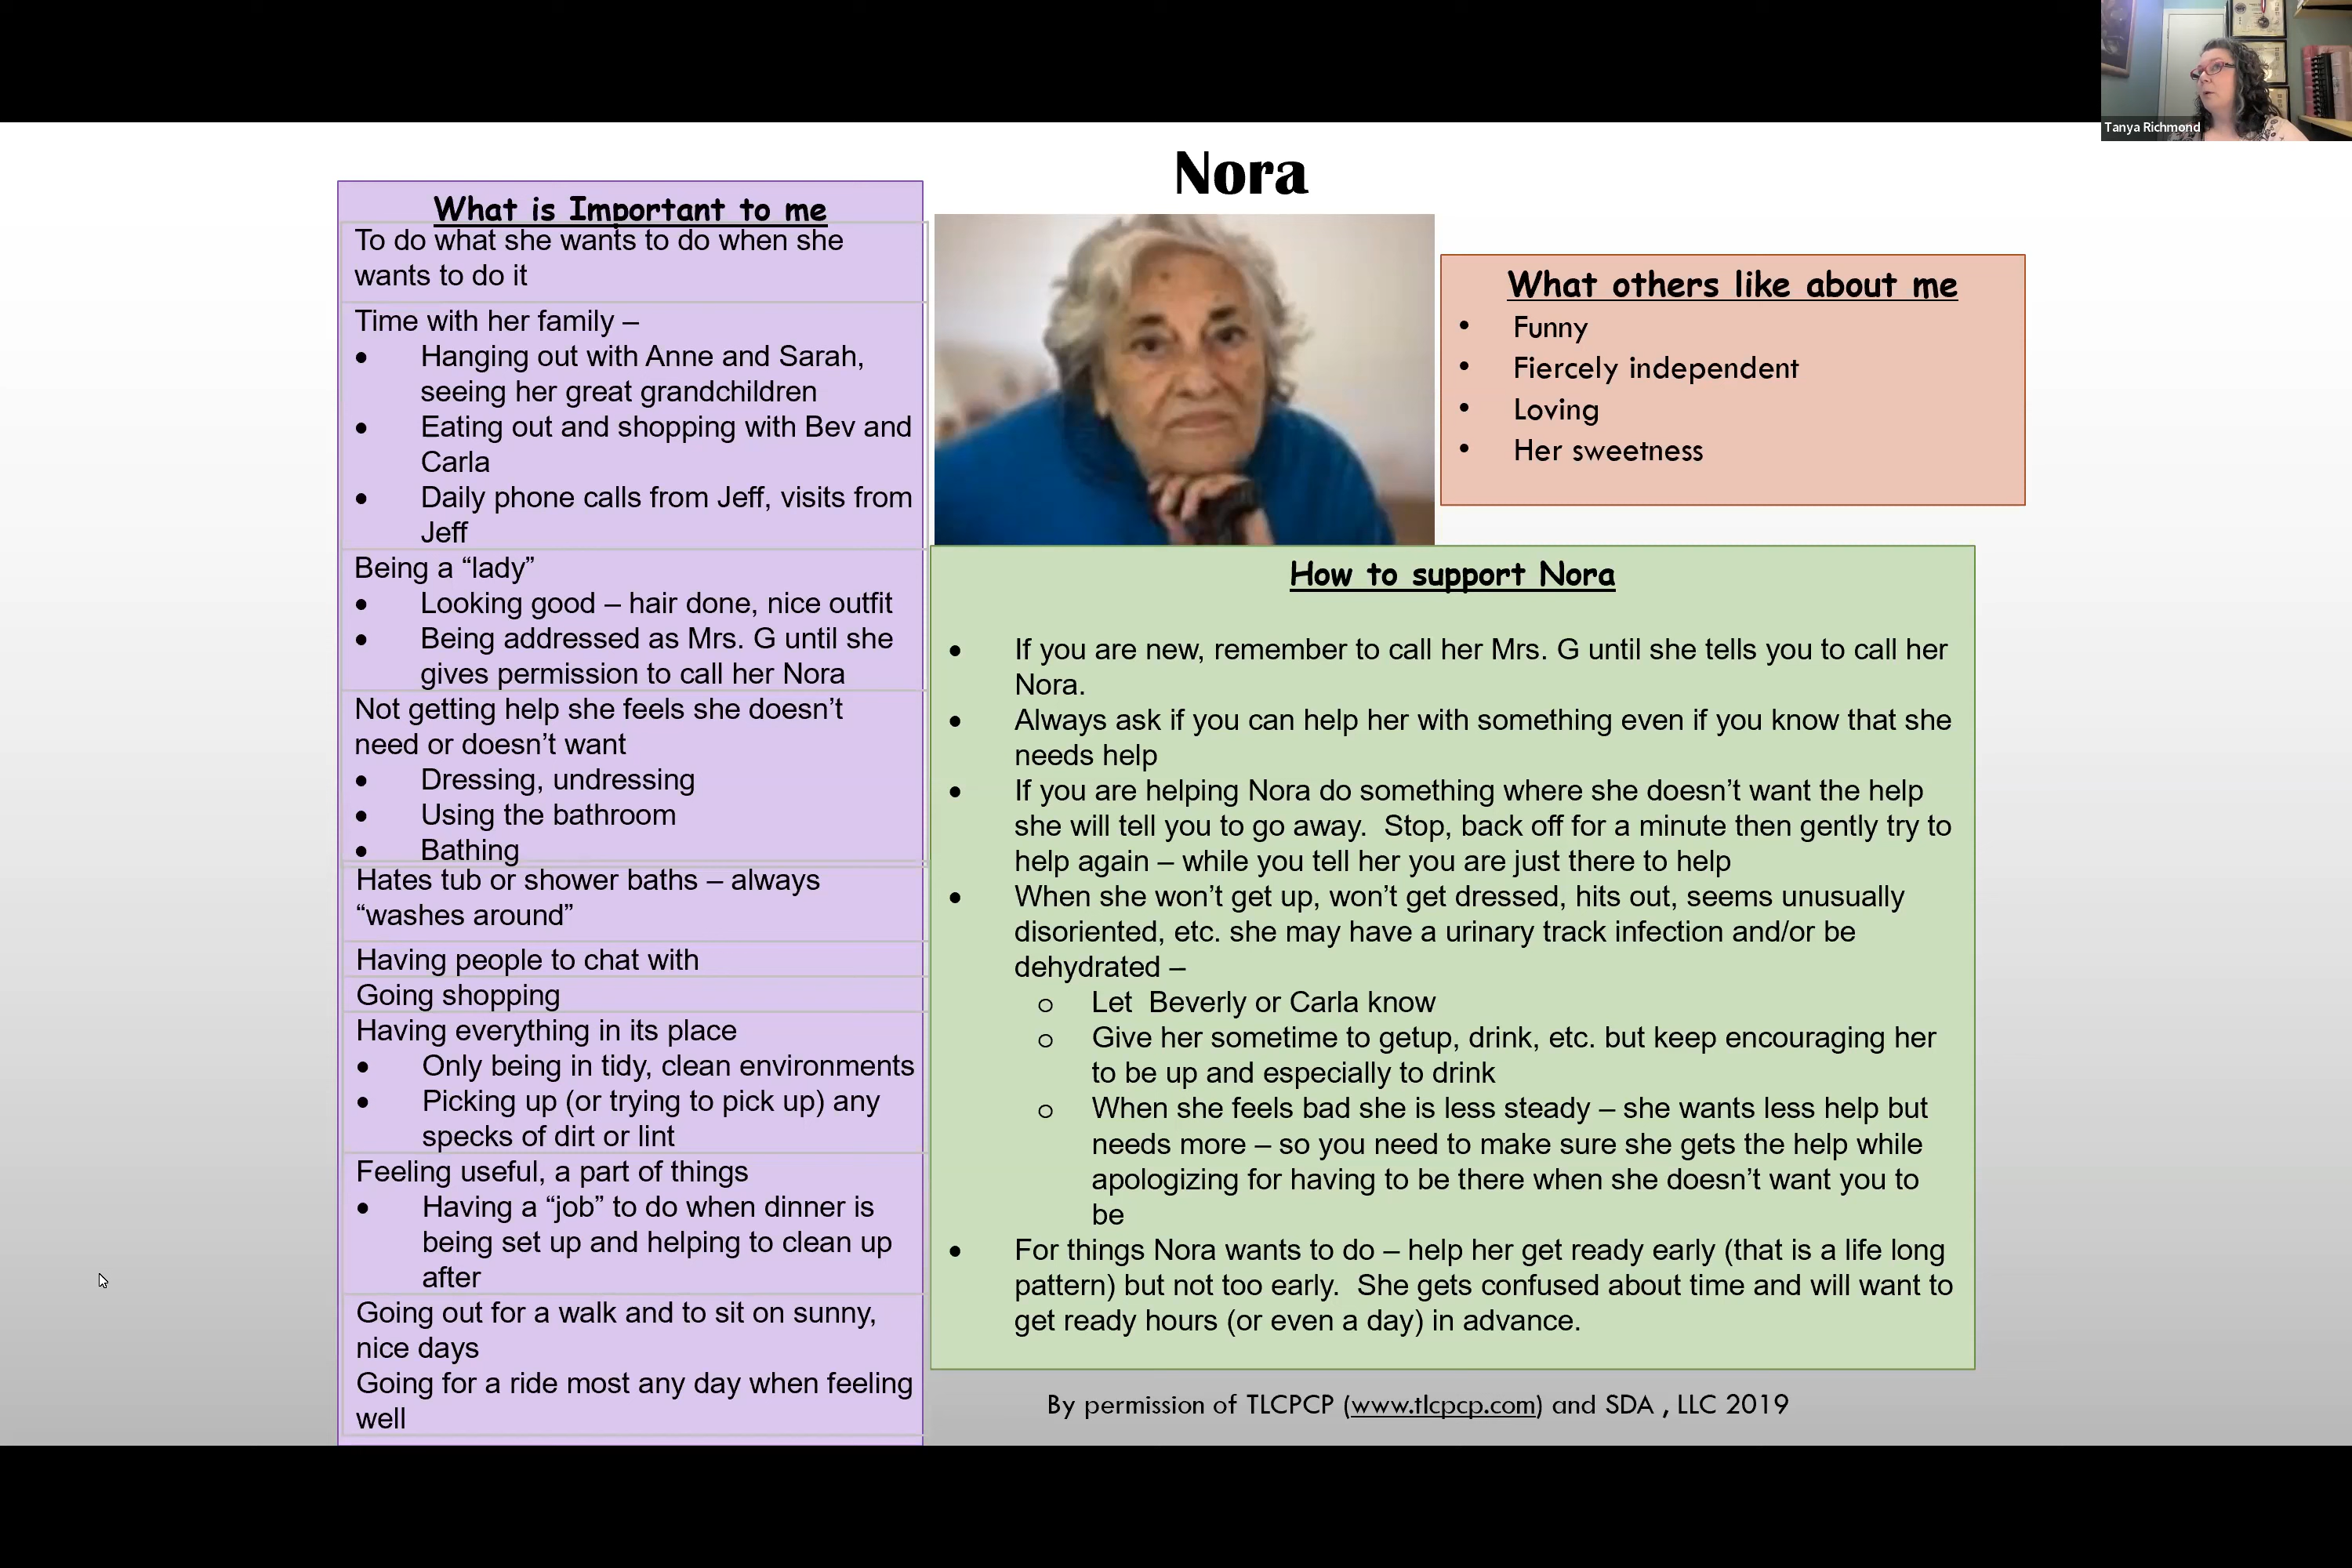 Tanya Richmond
Nora
What is Important to me
To do what she wants to do when she
wants to do it
Time with her family –
• Hanging out with Anne and Sarah,
seeing her great grandchildren
• Eating out and shopping with Bev and
Carla
• Daily phone calls from Jeff, visits from
Jeff
Being a “lady”
• Looking good – hair done, nice outfit
• Being addressed as Mrs. G until she
gives permission to call her Nora
Not getting help she feels she doesn’t
need or doesn’t want
• Dressing, undressing
• Using the bathroom
• Bathing
Hates tub or shower baths – always
“washes around”
Having people to chat with
Going shopping
Having everything in its place
• Only being in tidy, clean environments
• Picking up (or trying to pick up) any
specks of dirt or lint
Feeling useful, a part of things
• Having a “job” to do when dinner is
being set up and helping to clean up
after
Going out for a walk and to sit on sunny,
nice days
Going for a ride most any day when feeling
well
What others like about me
• Funny
• Fiercely independent
• Loving
• Her sweetness
How to support Nora
• If you are new, remember to call her Mrs. G until she tells you to call her
Nora.
• Always ask if you can help her with something even if you know that she
needs help
• If you are helping Nora do something where she doesn’t want the help
she will tell you to go away. Stop, back off for a minute then gently try to
help again – while you tell her you are just there to help
• When she won’t get up, won’t get dressed, hits out, seems unusually
disoriented, etc. she may have a urinary track infection and/or be
dehydrated –
o Let Beverly or Carla know
o Give her sometime to getup, drink, etc. but keep encouraging her
to be up and especially to drink
o When she feels bad she is less steady – she wants less help but
needs more – so you need to make sure she gets the help while
apologizing for having to be there when she doesn’t want you to
be
• For things Nora wants to do – help her get ready early (that is a life long
pattern) but not too early. She gets confused about time and will want to
get ready hours (or even a day) in advance.
By permission of TLCPCP (www.tlcpcp.com) and SDA , LLC 2019